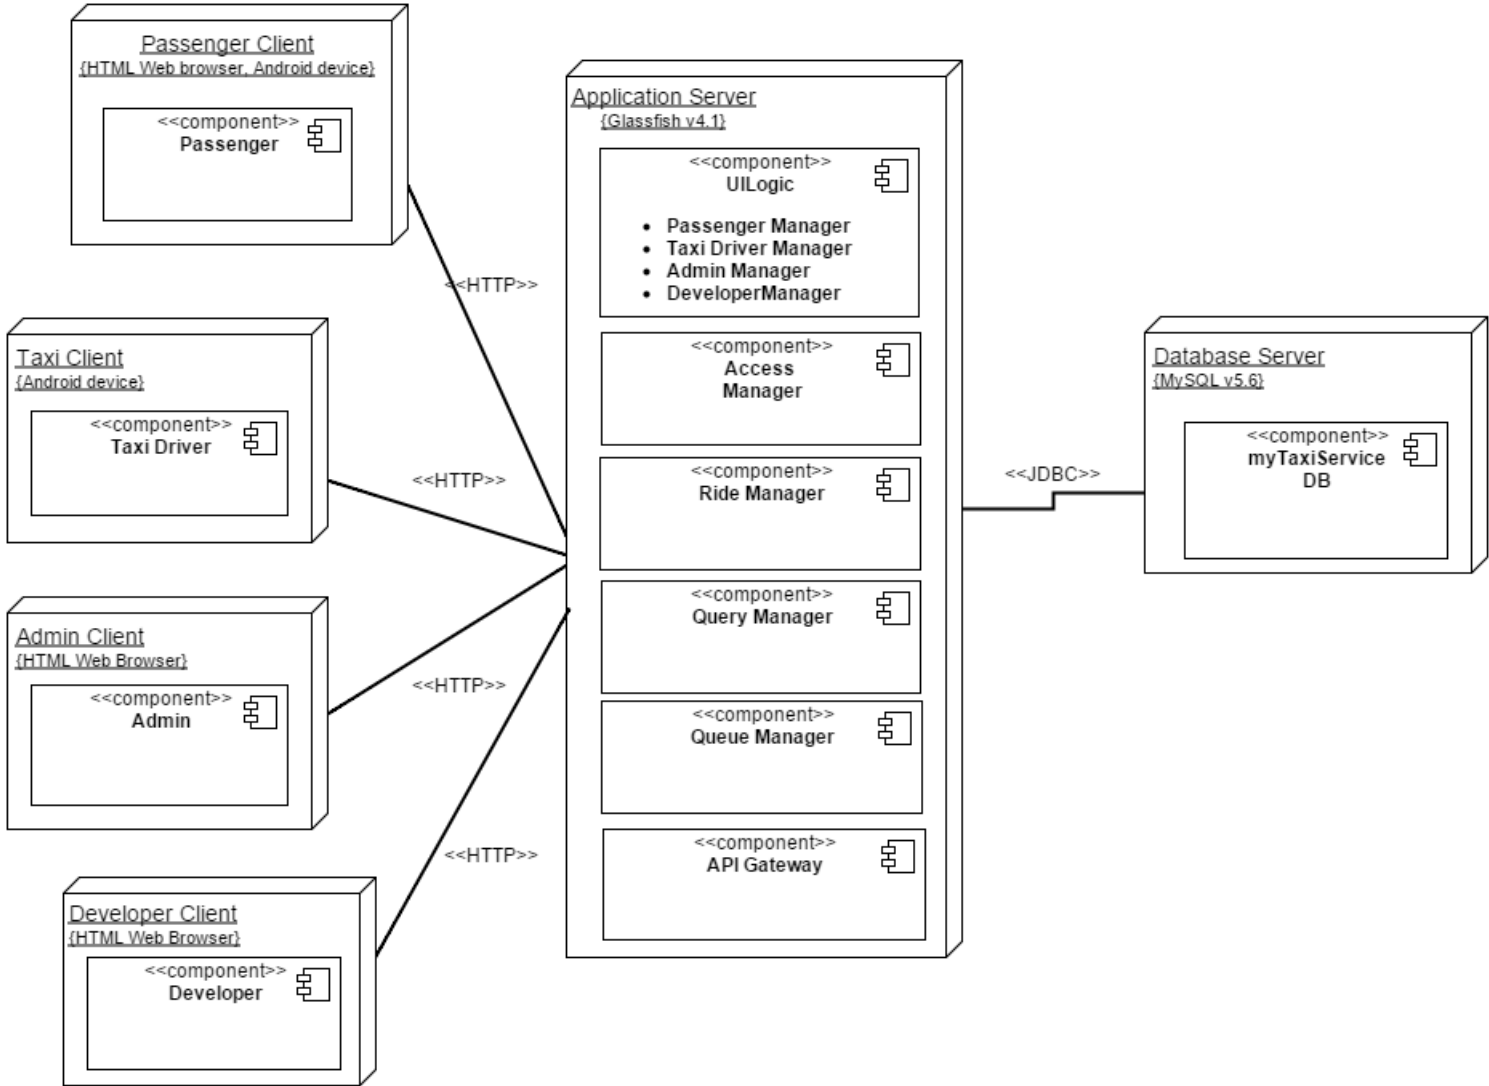 Passenger Client
{HTML Web browser, Android device}
<<component>>
Passenger
<<HTTP>>
Taxi Client
{Android device}
<<component>>
Taxi Driver
<<HTTP>>
Admin Client
{HTML Web Browser}
<<component>>
Admin
<<HTTP>>
Developer Client
{HTML Web Browser}
<<component>>
Developer
<<HTTP>>
Application Server
{Glassfish v4.1}
<<component>>
UILogic
• Passenger Manager
• Taxi Driver Manager
• Admin Manager
• DeveloperManager
<<component>>
Access
Manager
<<component>>
Ride Manager
<<component>>
Query Manager
<<component>>
Queue Manager
<<component>>
API Gateway
<<JDBC>>
Database Server
{MySQL v5.6}
<<component>>
myTaxiService
DB